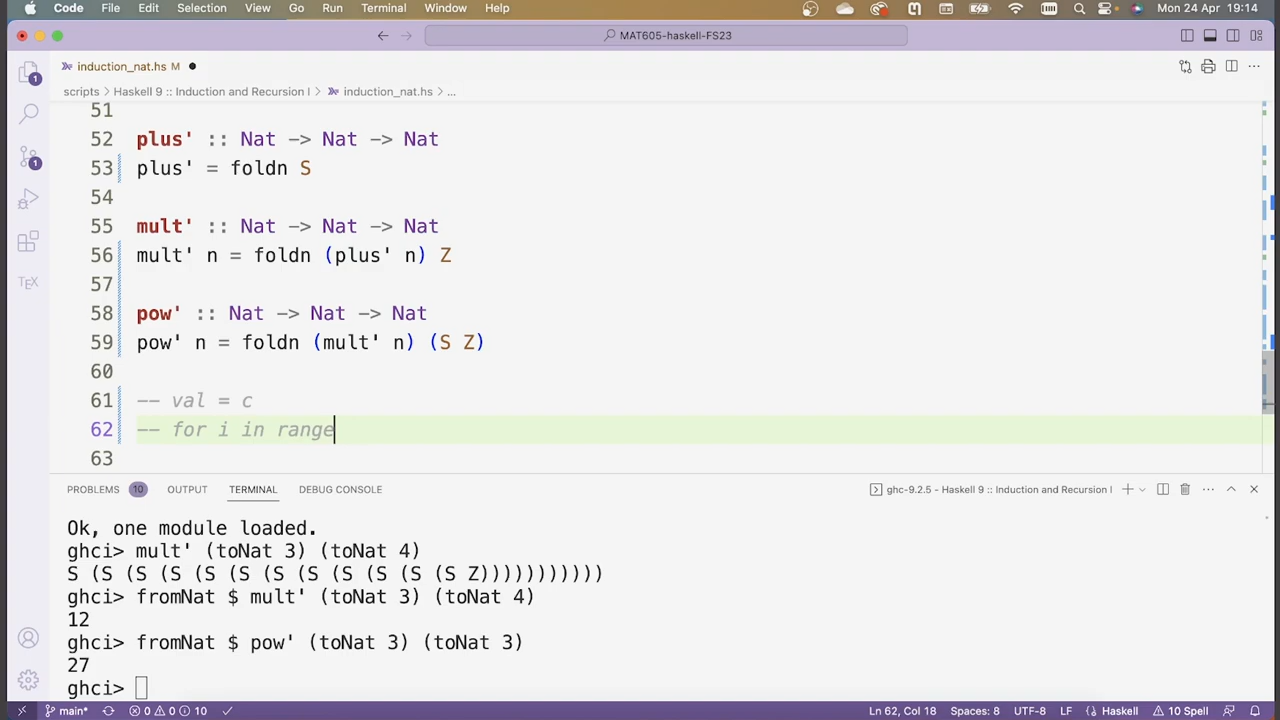 Code File Edit Selection View Go Run Terminal Window Help Mon 24 Apr 19:14
MAT605-haskell-FS23
induction_nat.hs M
scripts > Haskell 9 :: Induction and Recursion I > induction_nat.hs > ...
51
52 plus' :: Nat -> Nat -> Nat
53 plus' = foldn S
54
55 mult' :: Nat -> Nat -> Nat
56 mult' n = foldn (plus' n) Z
57
58 pow' :: Nat -> Nat -> Nat
59 pow' n = foldn (mult' n) (S Z)
60
61 -- val = c
62 -- for i in range
63
PROBLEMS 10 OUTPUT TERMINAL DEBUG CONSOLE ghc-9.2.5 - Haskell 9 :: Induction and Recursion I
Ok, one module loaded.
ghci> mult' (toNat 3) (toNat 4)
S (S (S (S (S (S (S (S (S (S (S (S Z)))))))))))
ghci> fromNat $ mult' (toNat 3) (toNat 4)
12
ghci> fromNat $ pow' (toNat 3) (toNat 3)
27
ghci>
main* 0 0 10 Ln 62, Col 18 Spaces: 8 UTF-8 LF Haskell 10 Spell